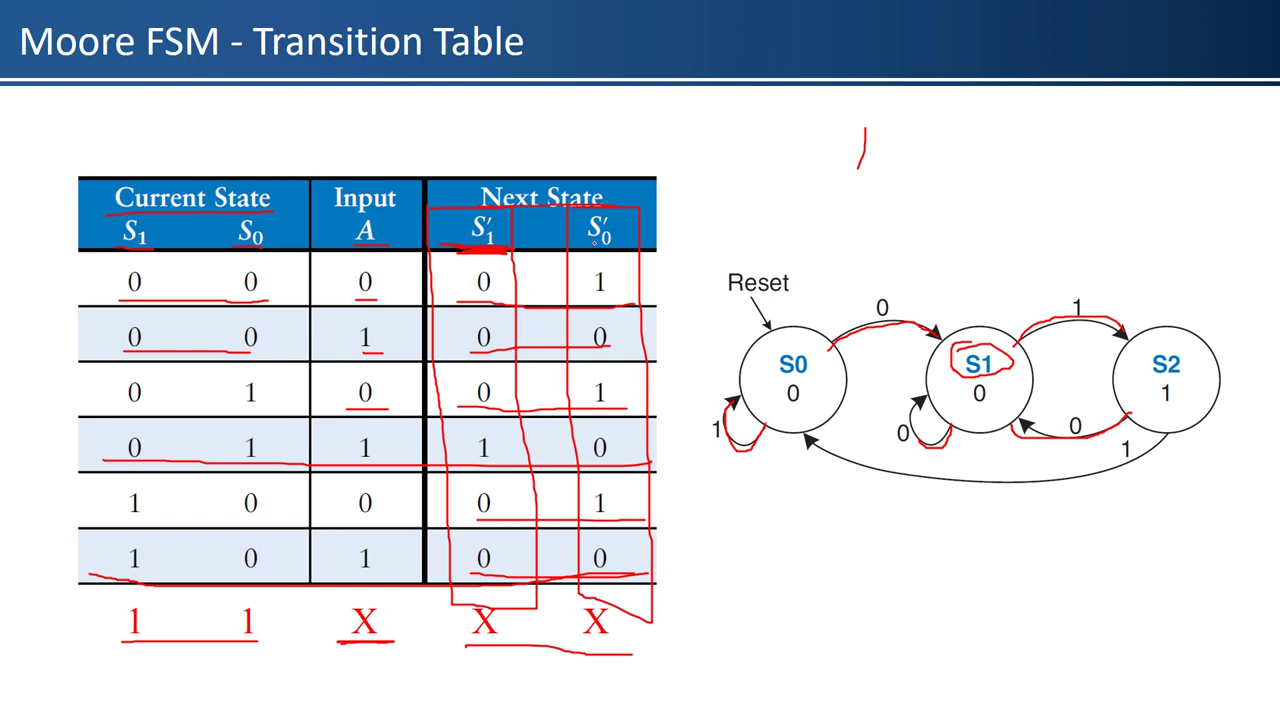 Moore FSM - Transition Table
Current State Input Next State
S₁ S₀ A S′₁ S′₀
0 0 0 0 1
0 0 1 0 0
0 1 0 0 1
0 1 1 1 0
1 0 0 0 1
1 0 1 0 0
1 1 X X X
Reset
0
1
S0
0
S1
0
S2
1
1
0
0
1